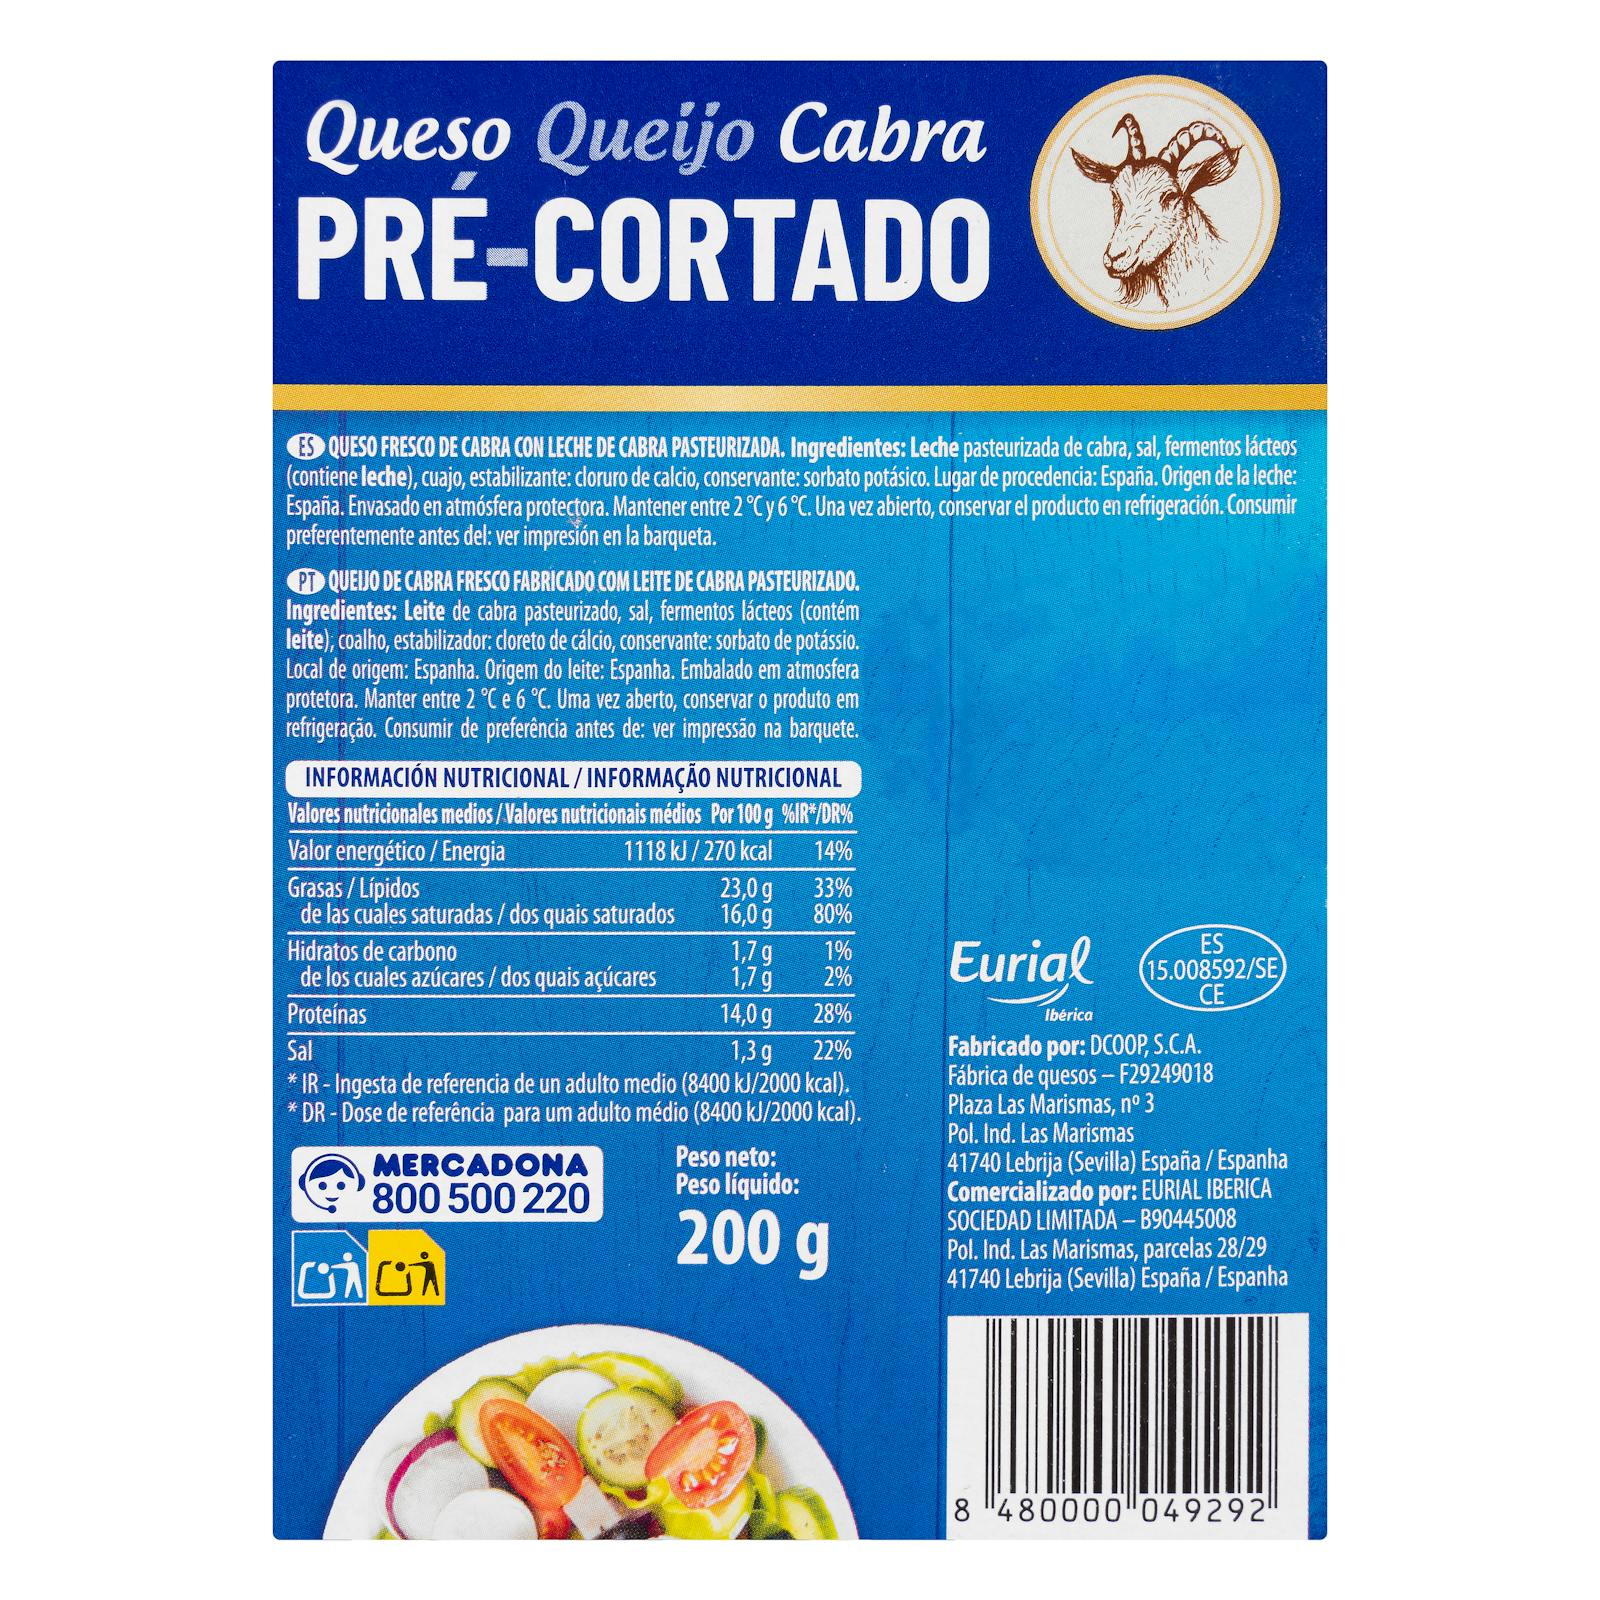 Queso Queijo Cabra
PRÉ-CORTADO
ES QUESO FRESCO DE CABRA CON LECHE DE CABRA PASTEURIZADA. Ingredientes: Leche pasteurizada de cabra, sal, fermentos lácteos
(contiene leche), cuajo, estabilizante: cloruro de calcio, conservante: sorbato potásico. Lugar de procedencia: España. Origen de la leche:
España. Envasado en atmósfera protectora. Mantener entre 2 °C y 6 °C. Una vez abierto, conservar el producto en refrigeración. Consumir
preferentemente antes del: ver impresión en la barqueta.
PT QUEIJO DE CABRA FRESCO FABRICADO COM LEITE DE CABRA PASTEURIZADO.
Ingredientes: Leite de cabra pasteurizado, sal, fermentos lácteos (contém
leite), coalho, estabilizador: cloreto de cálcio, conservante: sorbato de potássio.
Local de origem: Espanha. Origem do leite: Espanha. Embalado em atmosfera
protetora. Manter entre 2 °C e 6 °C. Uma vez aberto, conservar o produto em
refrigeração. Consumir de preferência antes de: ver impressão na barquete.
INFORMACIÓN NUTRICIONAL / INFORMAÇÃO NUTRICIONAL
Valores nutricionales medios / Valores nutricionais médios Por 100 g %IR*/DR%
Valor energético / Energia 1118 kJ / 270 kcal 14%
Grasas / Lípidos 23,0 g 33%
de las cuales saturadas / dos quais saturados 16,0 g 80%
Hidratos de carbono 1,7 g 1%
de los cuales azúcares / dos quais açúcares 1,7 g 2%
Proteínas 14,0 g 28%
Sal 1,3 g 22%
* IR - Ingesta de referencia de un adulto medio (8400 kJ/2000 kcal).
* DR - Dose de referência para um adulto médio (8400 kJ/2000 kcal).
MERCADONA
800 500 220
Peso neto:
Peso líquido:
200 g
Eurial
Ibérica
ES
15.008592/SE
CE
Fabricado por: DCOOP, S.C.A.
Fábrica de quesos – F29249018
Plaza Las Marismas, nº 3
Pol. Ind. Las Marismas
41740 Lebrija (Sevilla) España / Espanha
Comercializado por: EURIAL IBERICA
SOCIEDAD LIMITADA – B90445008
Pol. Ind. Las Marismas, parcelas 28/29
41740 Lebrija (Sevilla) España / Espanha
8 480000 049292